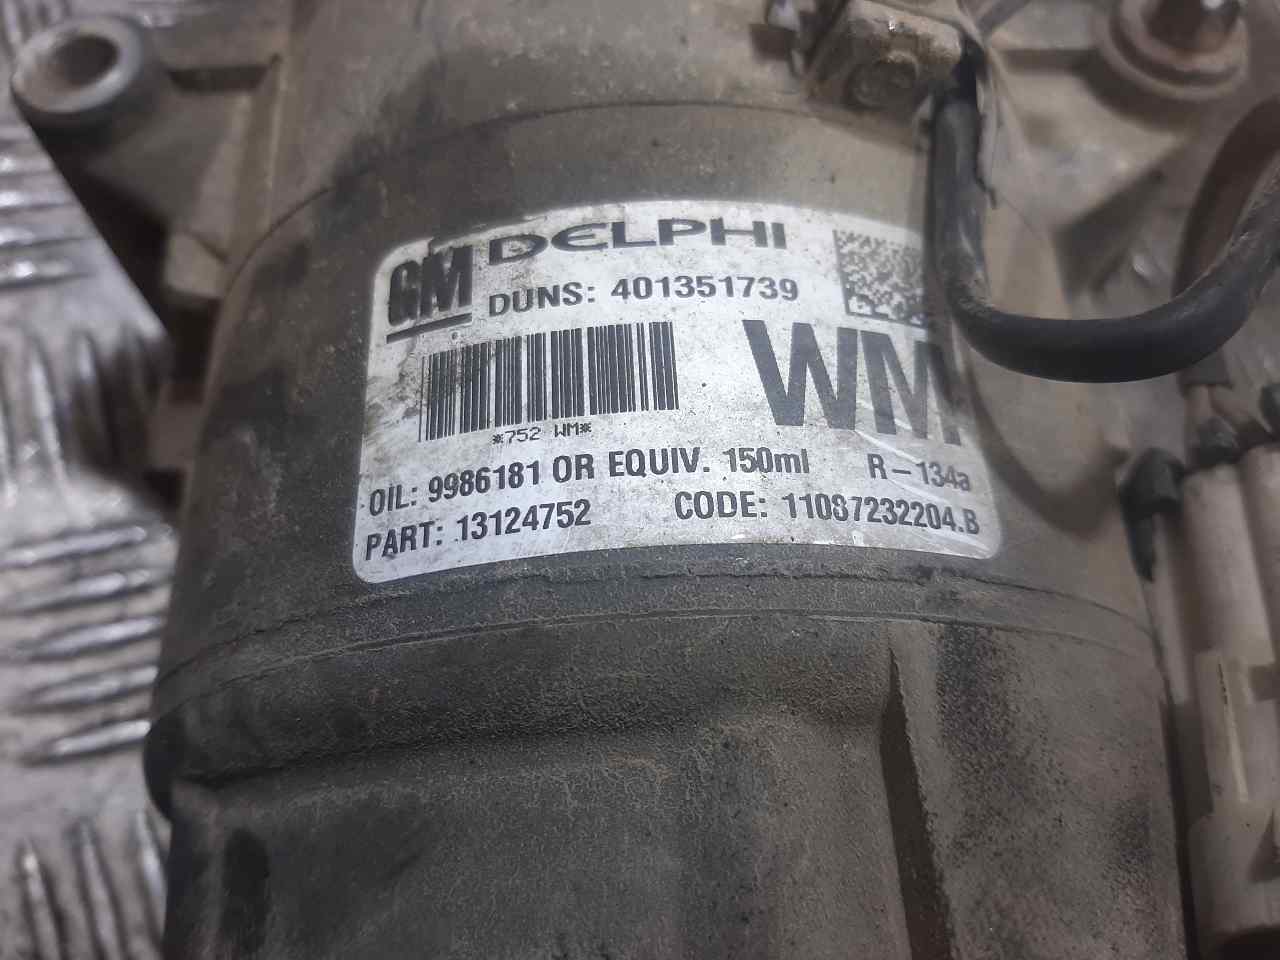 GM DELPHI
DUNS: 401351739
WM
*752 WM*
OIL: 9986181 OR EQUIV. 150ml R-134a
PART: 13124752 CODE: 11087232204.B